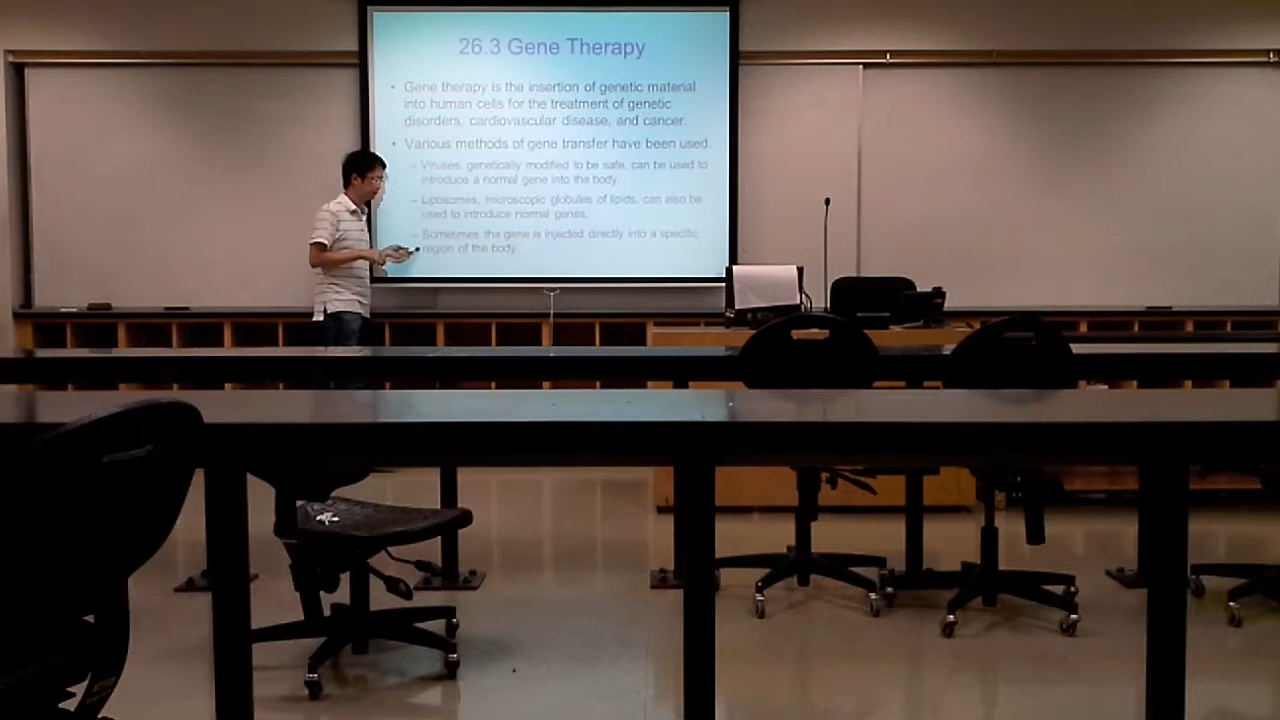 26.3 Gene Therapy
• Gene therapy is the insertion of genetic material
into human cells for the treatment of genetic
disorders, cardiovascular disease, and cancer.
• Various methods of gene transfer have been used.
– Viruses, genetically modified to be safe, can be used to
introduce a normal gene into the body.
– Liposomes, microscopic globules of lipids, can also be
used to introduce normal genes.
– Sometimes the gene is injected directly into a specific
region of the body.